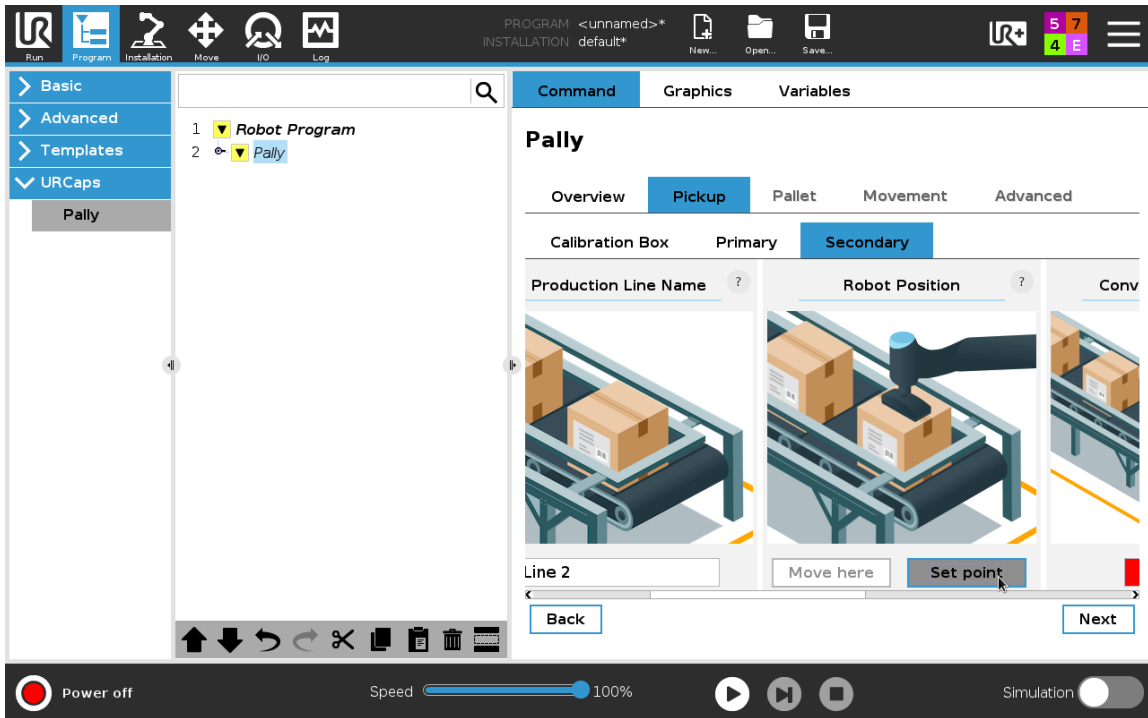 PROGRAM <unnamed>*
INSTALLATION default*
Run
Program
Installation
Move
I/O
Log
New...
Open...
Save...
UR+
5 7
4 E
Basic
Advanced
Templates
URCaps
Pally
1 Robot Program
2 Pally
Command Graphics Variables
Pally
Overview Pickup Pallet Movement Advanced
Calibration Box Primary Secondary
Production Line Name ? Robot Position ? Conv
Line 2 Move here Set point
Back Next
Power off Speed 100% Simulation